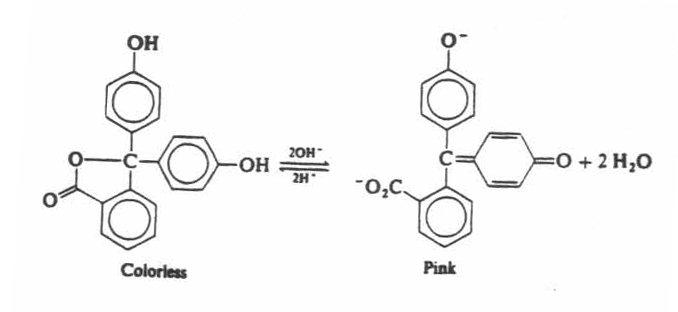 OH
O⁻
O C OH
2OH⁻
2H⁺
C O + 2 H₂O
O
⁻O₂C
Colorless
Pink